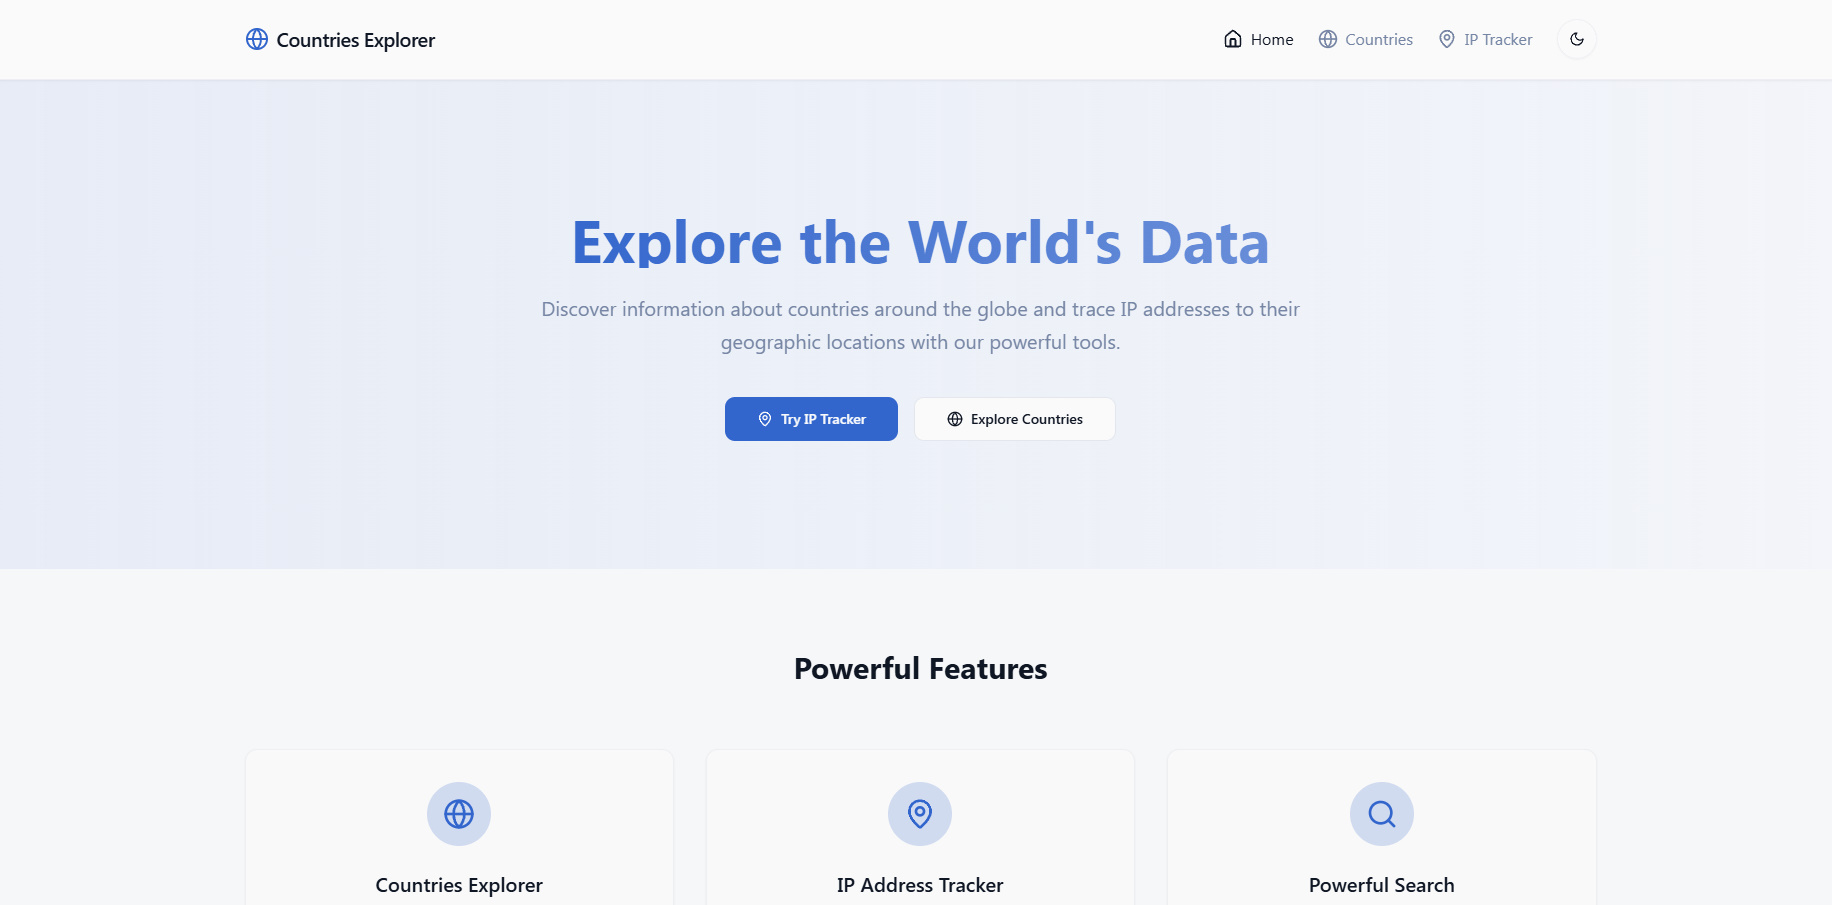 Countries Explorer
Home
Countries
IP Tracker
Explore the World's Data
Discover information about countries around the globe and trace IP addresses to their
geographic locations with our powerful tools.
Try IP Tracker
Explore Countries
Powerful Features
Countries Explorer
IP Address Tracker
Powerful Search